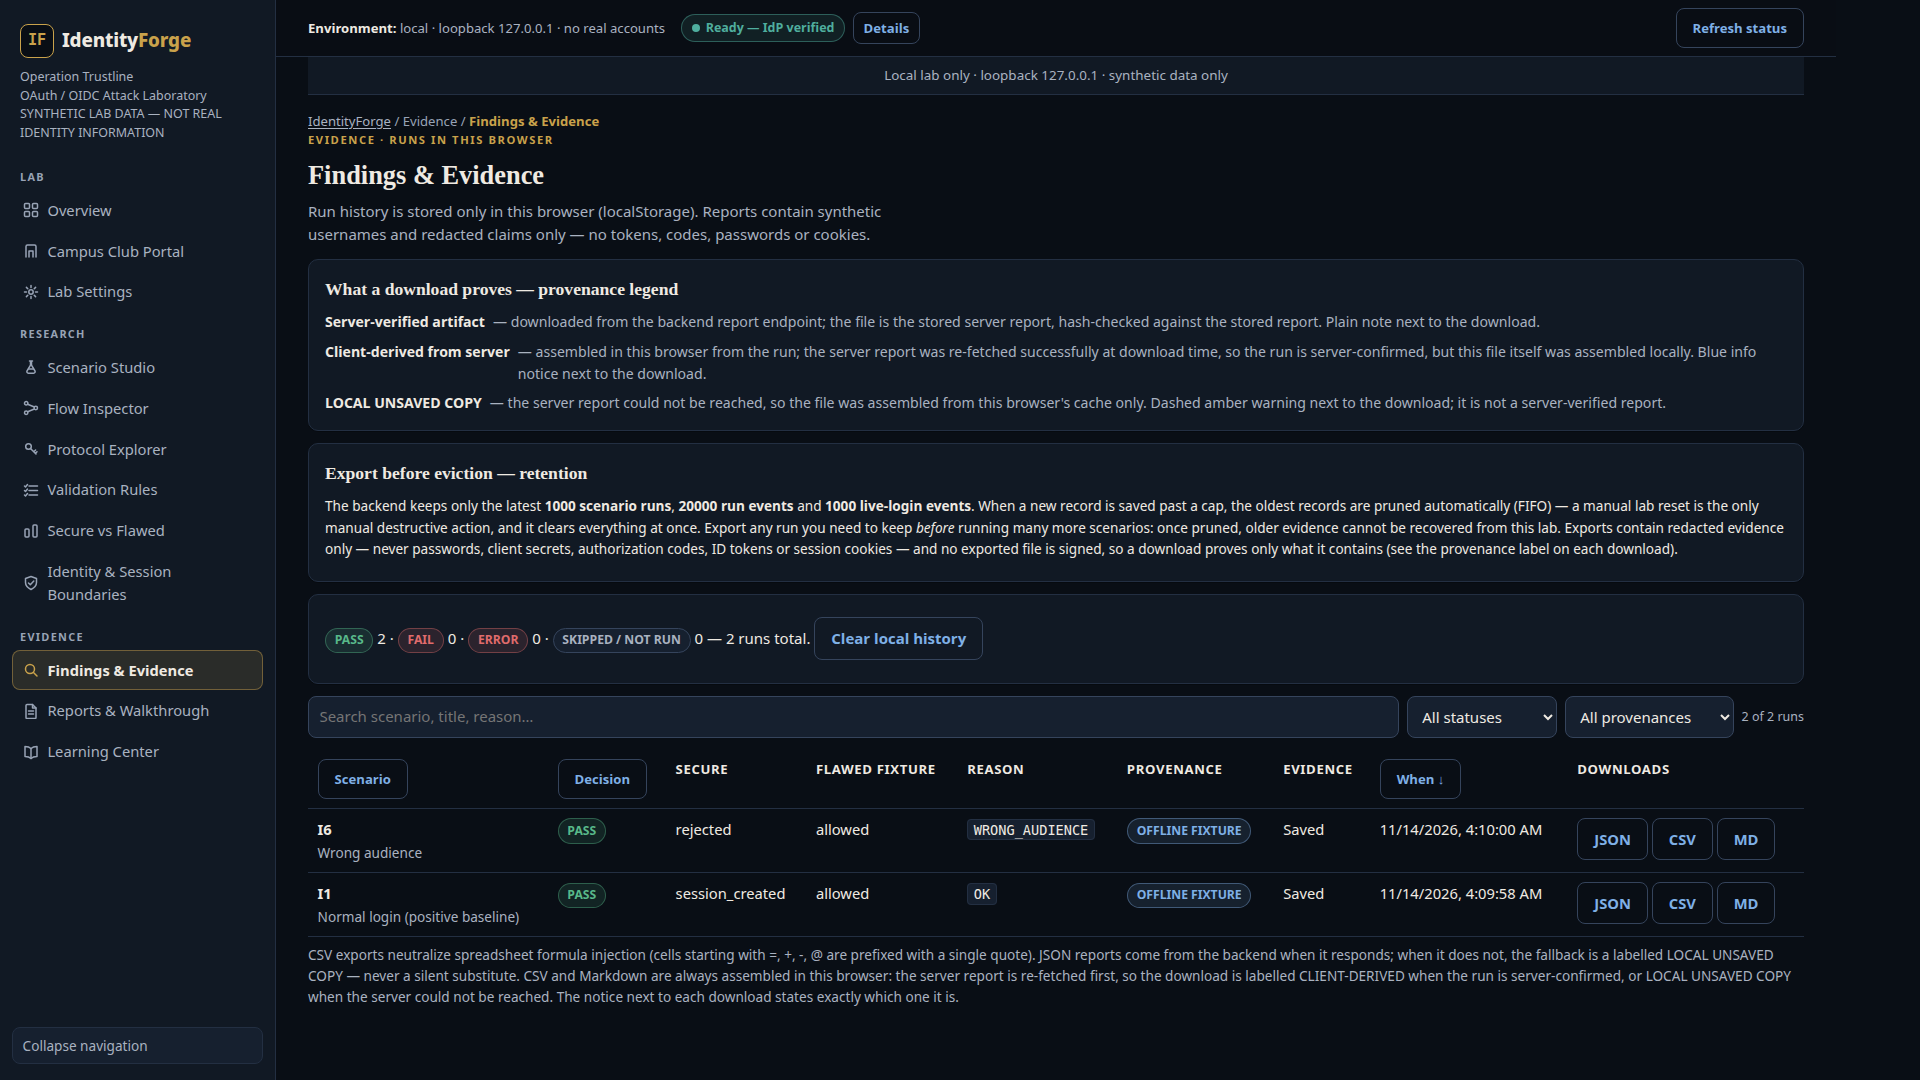 IF IdentityForge
Operation Trustline
OAuth / OIDC Attack Laboratory
SYNTHETIC LAB DATA — NOT REAL
IDENTITY INFORMATION
LAB
Overview
Campus Club Portal
Lab Settings
RESEARCH
Scenario Studio
Flow Inspector
Protocol Explorer
Validation Rules
Secure vs Flawed
Identity & Session
Boundaries
EVIDENCE
Findings & Evidence
Reports & Walkthrough
Learning Center
Collapse navigation
Environment: local · loopback 127.0.0.1 · no real accounts Ready — IdP verified Details Refresh status
Local lab only · loopback 127.0.0.1 · synthetic data only
IdentityForge / Evidence / Findings & Evidence
EVIDENCE · RUNS IN THIS BROWSER
Findings & Evidence
Run history is stored only in this browser (localStorage). Reports contain synthetic
usernames and redacted claims only — no tokens, codes, passwords or cookies.
What a download proves — provenance legend
Server-verified artifact — downloaded from the backend report endpoint; the file is the stored server report, hash-checked against the stored report. Plain note next to the download.
Client-derived from server — assembled in this browser from the run; the server report was re-fetched successfully at download time, so the run is server-confirmed, but this file itself was assembled locally. Blue info
notice next to the download.
LOCAL UNSAVED COPY — the server report could not be reached, so the file was assembled from this browser's cache only. Dashed amber warning next to the download; it is not a server-verified report.
Export before eviction — retention
The backend keeps only the latest 1000 scenario runs, 20000 run events and 1000 live-login events. When a new record is saved past a cap, the oldest records are pruned automatically (FIFO) — a manual lab reset is the only
manual destructive action, and it clears everything at once. Export any run you need to keep before running many more scenarios: once pruned, older evidence cannot be recovered from this lab. Exports contain redacted evidence
only — never passwords, client secrets, authorization codes, ID tokens or session cookies — and no exported file is signed, so a download proves only what it contains (see the provenance label on each download).
PASS 2 · FAIL 0 · ERROR 0 · SKIPPED / NOT RUN 0 — 2 runs total. Clear local history
Search scenario, title, reason... All statuses All provenances 2 of 2 runs
Scenario Decision SECURE FLAWED FIXTURE REASON PROVENANCE EVIDENCE When ↓ DOWNLOADS
I6 PASS rejected allowed WRONG_AUDIENCE OFFLINE FIXTURE Saved 11/14/2026, 4:10:00 AM JSON CSV MD
Wrong audience
I1 PASS session_created allowed OK OFFLINE FIXTURE Saved 11/14/2026, 4:09:58 AM JSON CSV MD
Normal login (positive baseline)
CSV exports neutralize spreadsheet formula injection (cells starting with =, +, -, @ are prefixed with a single quote). JSON reports come from the backend when it responds; when it does not, the fallback is a labelled LOCAL UNSAVED
COPY — never a silent substitute. CSV and Markdown are always assembled in this browser: the server report is re-fetched first, so the download is labelled CLIENT-DERIVED when the run is server-confirmed, or LOCAL UNSAVED COPY
when the server could not be reached. The notice next to each download states exactly which one it is.